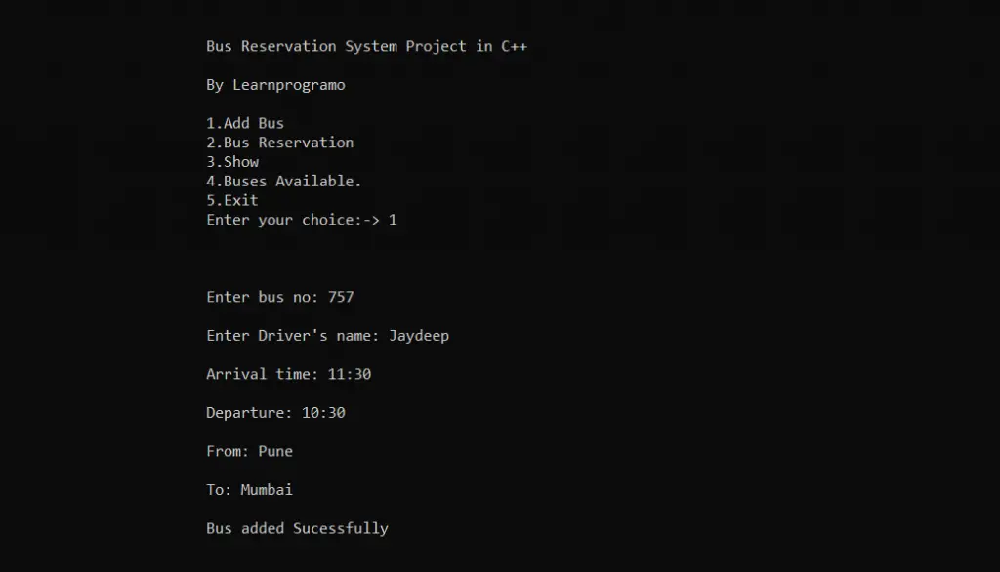 Bus Reservation System Project in C++
By Learnprogramo
1.Add Bus
2.Bus Reservation
3.Show
4.Buses Available.
5.Exit
Enter your choice:-> 1
Enter bus no: 757
Enter Driver's name: Jaydeep
Arrival time: 11:30
Departure: 10:30
From: Pune
To: Mumbai
Bus added Sucessfully